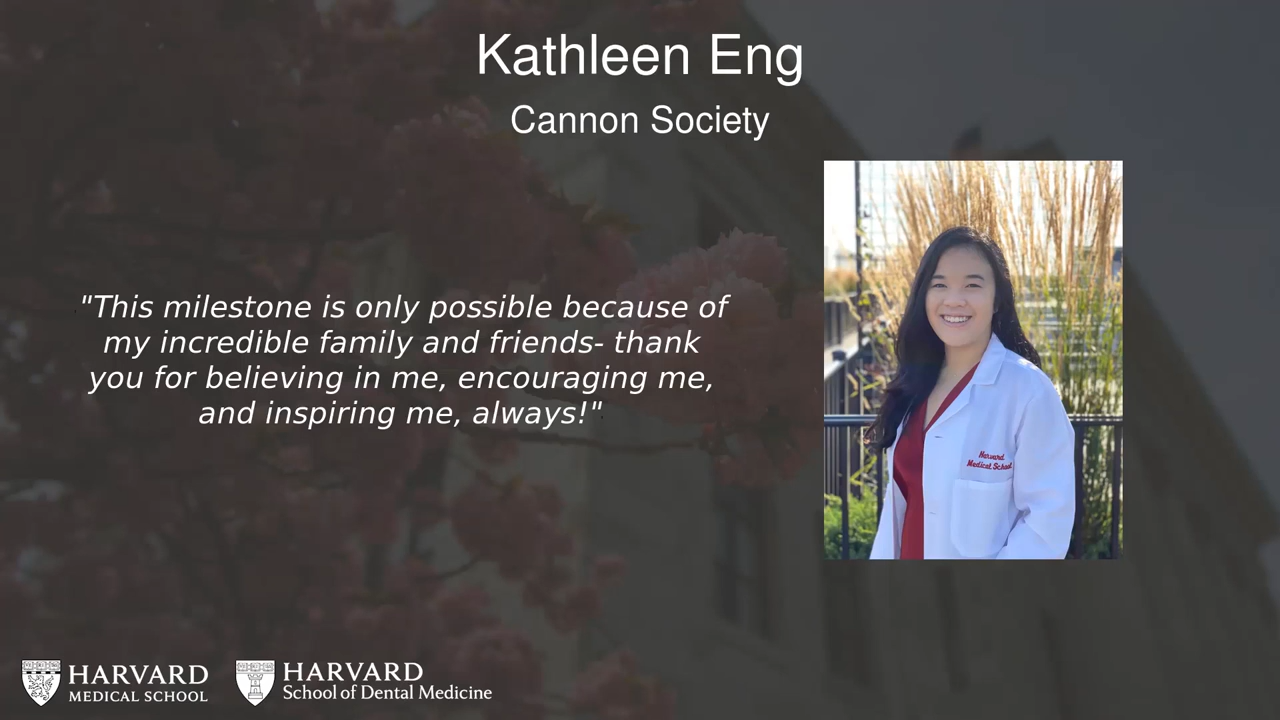 Kathleen Eng
Cannon Society
"This milestone is only possible because of
my incredible family and friends- thank
you for believing in me, encouraging me,
and inspiring me, always!"
Harvard
Medical School
HARVARD
MEDICAL SCHOOL
HARVARD
School of Dental Medicine